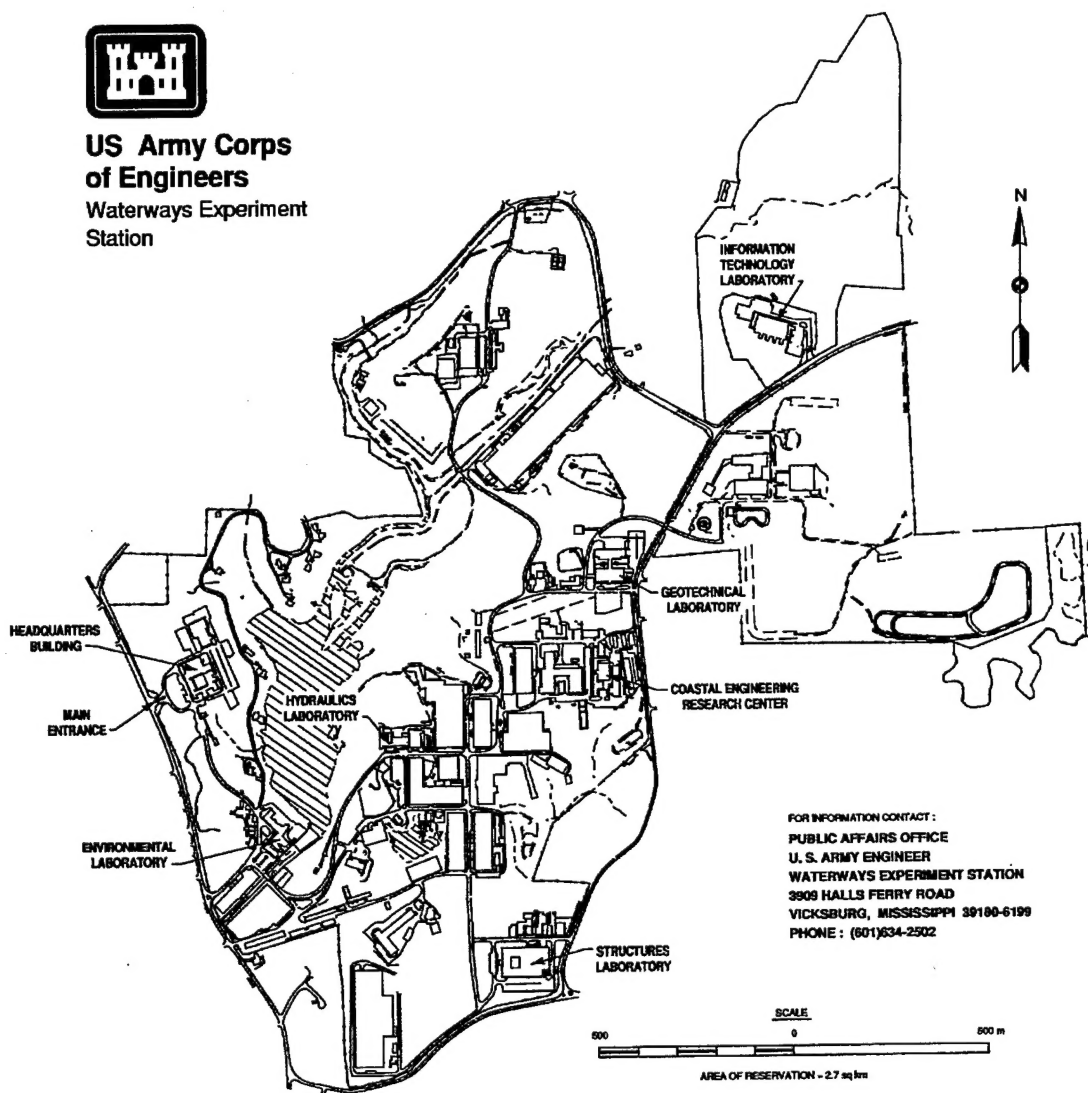 US Army Corps
of Engineers
Waterways Experiment
Station
N
INFORMATION
TECHNOLOGY
LABORATORY
GEOTECHNICAL
LABORATORY
HEADQUARTERS
BUILDING
MAIN
ENTRANCE
HYDRAULICS
LABORATORY
COASTAL ENGINEERING
RESEARCH CENTER
ENVIRONMENTAL
LABORATORY
STRUCTURES
LABORATORY
FOR INFORMATION CONTACT :
PUBLIC AFFAIRS OFFICE
U. S. ARMY ENGINEER
WATERWAYS EXPERIMENT STATION
3909 HALLS FERRY ROAD
VICKSBURG, MISSISSIPPI 39180-6199
PHONE : (601)634-2502
SCALE
500 0 500 m
AREA OF RESERVATION - 2.7 sq km